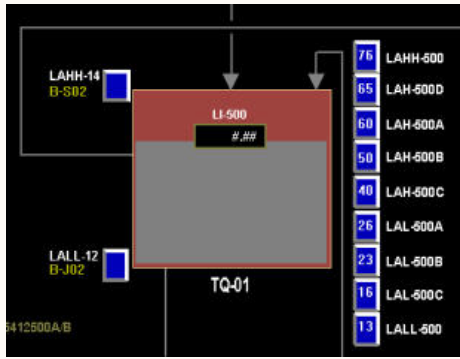 LAHH-14
B-S02
LI-500
#.##
LALL-12
B-J02
TQ-01
5412500A/B
76 LAHH-500
65 LAH-500D
60 LAH-500A
50 LAH-500B
40 LAH-500C
26 LAL-500A
23 LAL-500B
16 LAL-500C
13 LALL-500